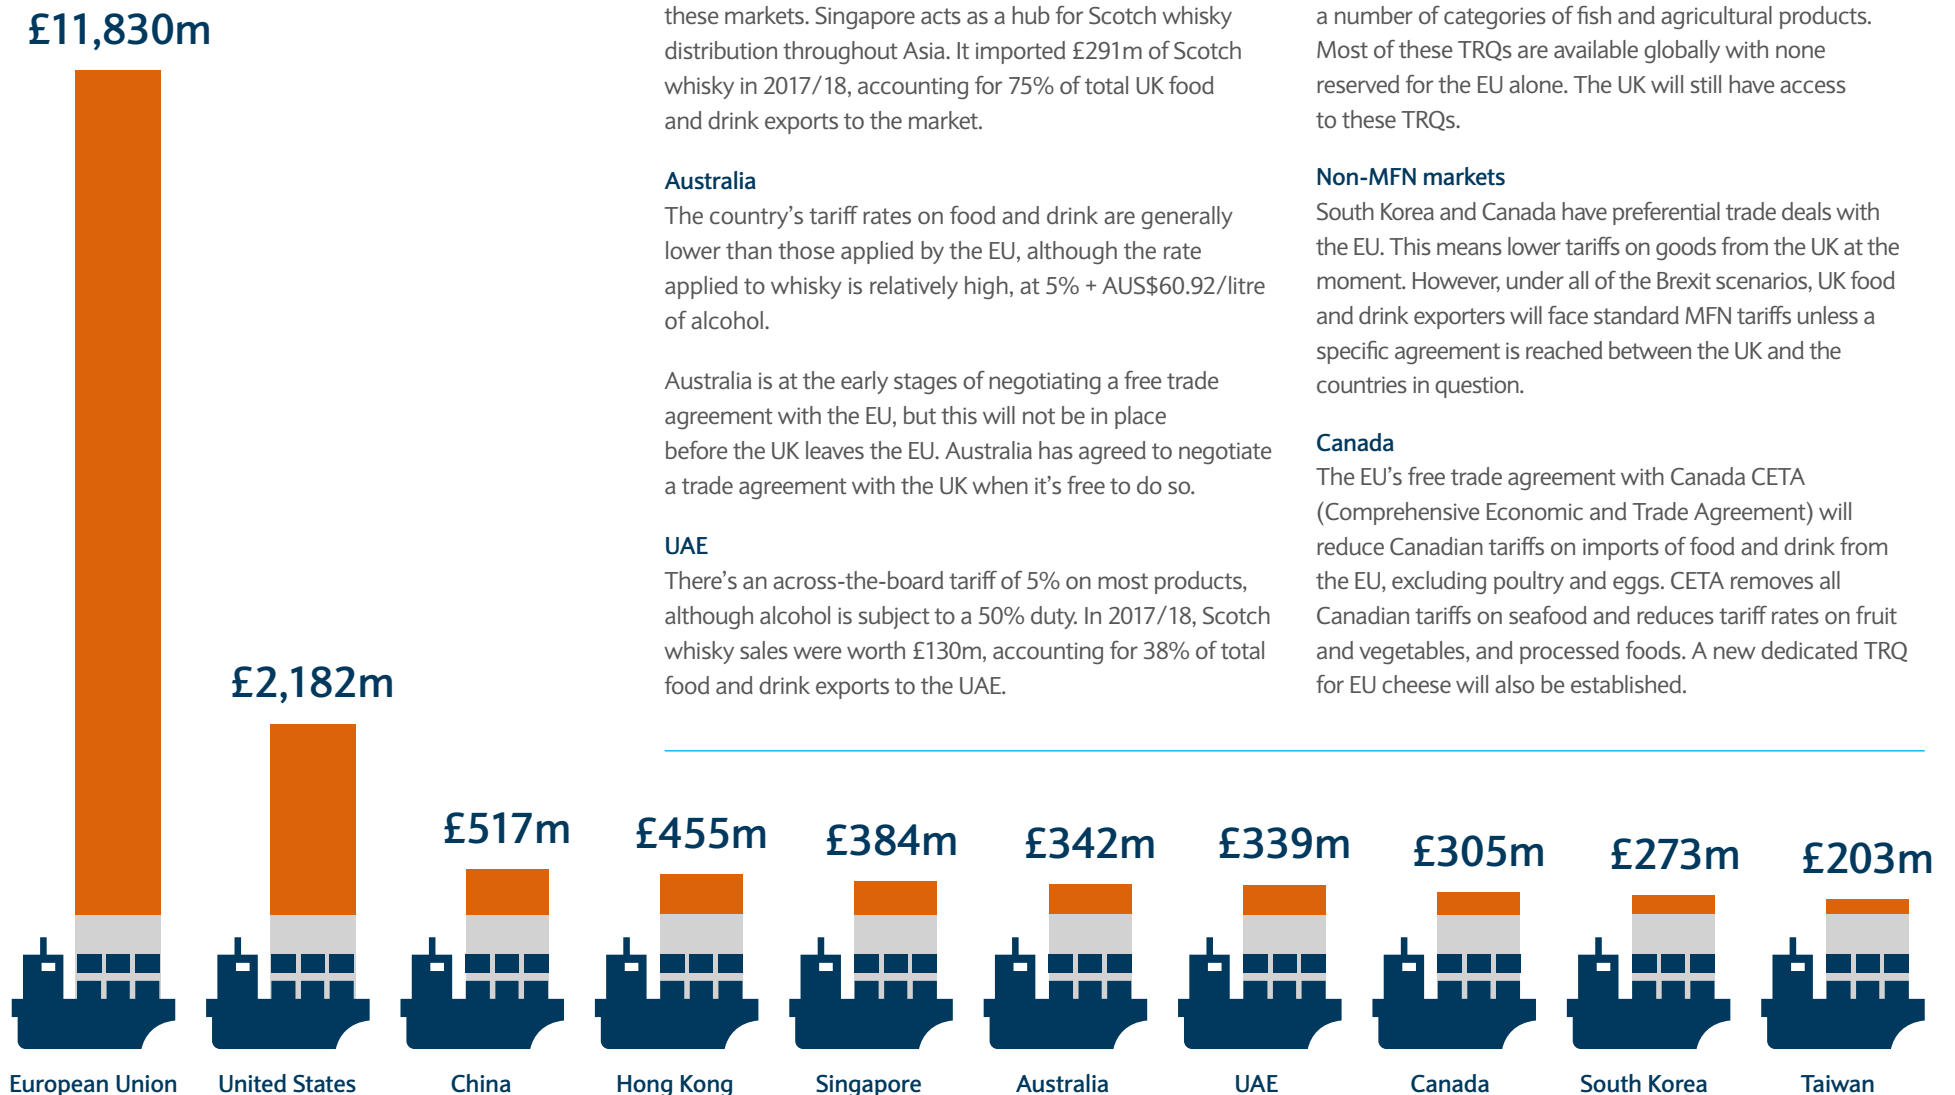 £11,830m
these markets. Singapore acts as a hub for Scotch whisky
distribution throughout Asia. It imported £291m of Scotch
whisky in 2017/18, accounting for 75% of total UK food
and drink exports to the market.
Australia
The country's tariff rates on food and drink are generally
lower than those applied by the EU, although the rate
applied to whisky is relatively high, at 5% + AUS$60.92/litre
of alcohol.
Australia is at the early stages of negotiating a free trade
agreement with the EU, but this will not be in place
before the UK leaves the EU. Australia has agreed to negotiate
a trade agreement with the UK when it's free to do so.
UAE
There's an across-the-board tariff of 5% on most products,
although alcohol is subject to a 50% duty. In 2017/18, Scotch
whisky sales were worth £130m, accounting for 38% of total
food and drink exports to the UAE.
a number of categories of fish and agricultural products.
Most of these TRQs are available globally with none
reserved for the EU alone. The UK will still have access
to these TRQs.
Non-MFN markets
South Korea and Canada have preferential trade deals with
the EU. This means lower tariffs on goods from the UK at the
moment. However, under all of the Brexit scenarios, UK food
and drink exporters will face standard MFN tariffs unless a
specific agreement is reached between the UK and the
countries in question.
Canada
The EU's free trade agreement with Canada CETA
(Comprehensive Economic and Trade Agreement) will
reduce Canadian tariffs on imports of food and drink from
the EU, excluding poultry and eggs. CETA removes all
Canadian tariffs on seafood and reduces tariff rates on fruit
and vegetables, and processed foods. A new dedicated TRQ
for EU cheese will also be established.
£2,182m
£517m
£455m
£384m
£342m
£339m
£305m
£273m
£203m
European Union
United States
China
Hong Kong
Singapore
Australia
UAE
Canada
South Korea
Taiwan